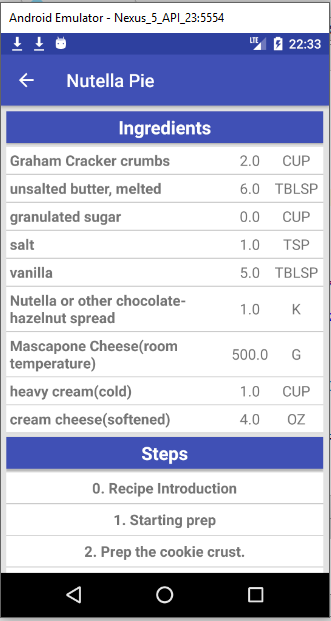 Android Emulator - Nexus_5_API_23:5554
LTE 22:33
Nutella Pie
Ingredients
Graham Cracker crumbs 2.0 CUP
unsalted butter, melted 6.0 TBLSP
granulated sugar 0.0 CUP
salt 1.0 TSP
vanilla 5.0 TBLSP
Nutella or other chocolate-
hazelnut spread 1.0 K
Mascapone Cheese(room
temperature) 500.0 G
heavy cream(cold) 1.0 CUP
cream cheese(softened) 4.0 OZ
Steps
0. Recipe Introduction
1. Starting prep
2. Prep the cookie crust.